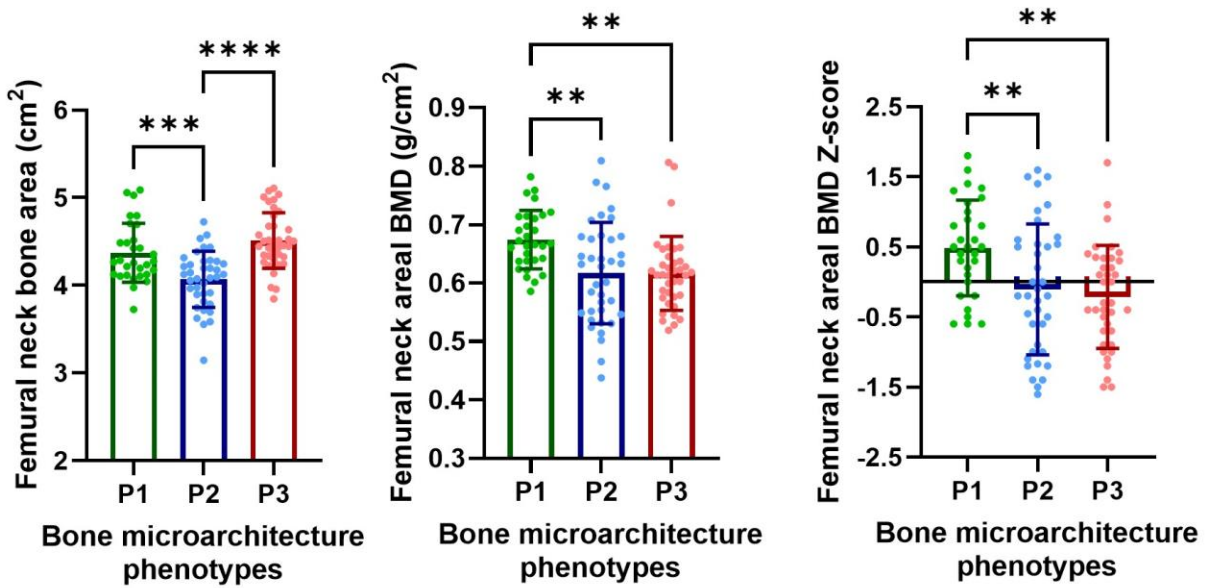 ****
***
Femural neck bone area (cm²)
6
5
4
3
2
P1 P2 P3
Bone microarchitecture
phenotypes
**
**
Femural neck areal BMD (g/cm²)
0.9
0.8
0.7
0.6
0.5
0.4
0.3
P1 P2 P3
Bone microarchitecture
phenotypes
**
**
Femural neck areal BMD Z-score
2.5
1.5
0.5
-0.5
-1.5
-2.5
P1 P2 P3
Bone microarchitecture
phenotypes